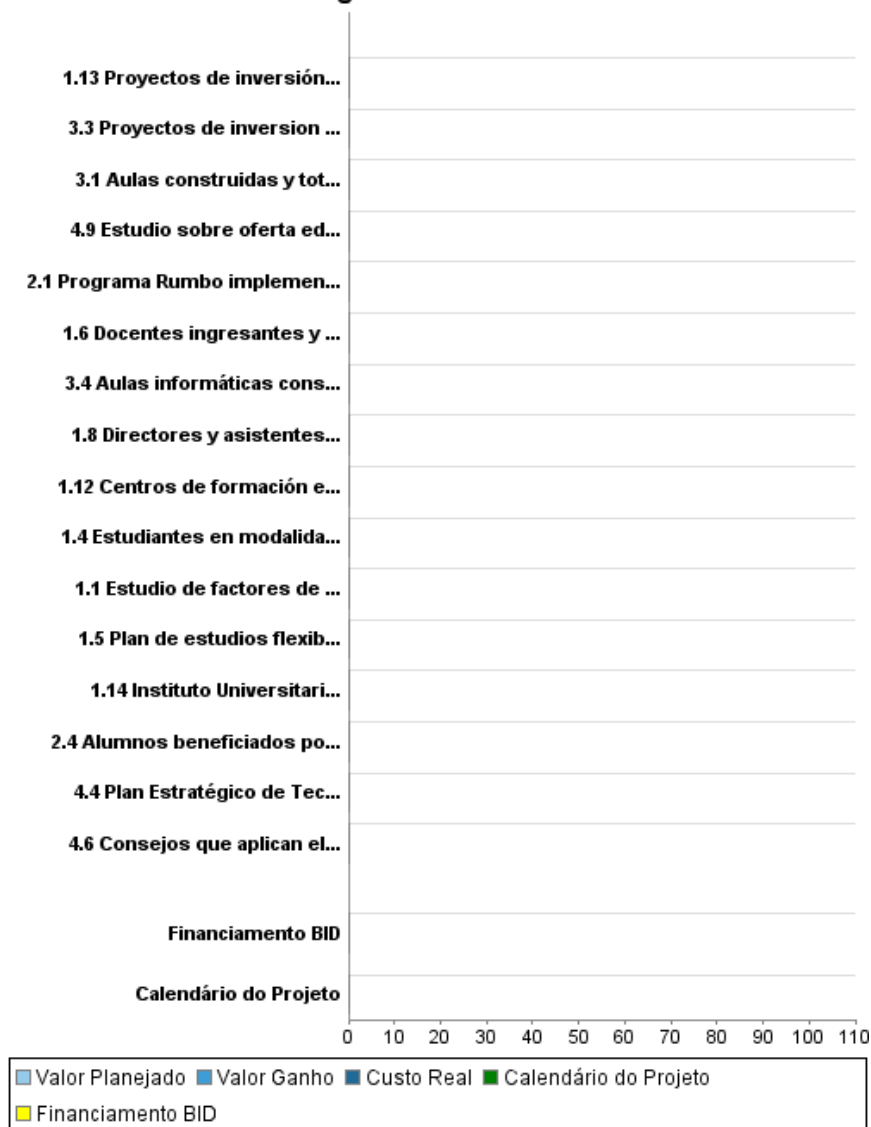 1.13 Proyectos de inversión...
3.3 Proyectos de inversion ...
3.1 Aulas construidas y tot...
4.9 Estudio sobre oferta ed...
2.1 Programa Rumbo implemen...
1.6 Docentes ingresantes y ...
3.4 Aulas informáticas cons...
1.8 Directores y asistentes...
1.12 Centros de formación e...
1.4 Estudiantes en modalida...
1.1 Estudio de factores de ...
1.5 Plan de estudios flexib...
1.14 Instituto Universitari...
2.4 Alumnos beneficiados po...
4.4 Plan Estratégico de Tec...
4.6 Consejos que aplican el...
Financiamento BID
Calendário do Projeto
0 10 20 30 40 50 60 70 80 90 100 110
Valor Planejado Valor Ganho Custo Real Calendário do Projeto
Financiamento BID